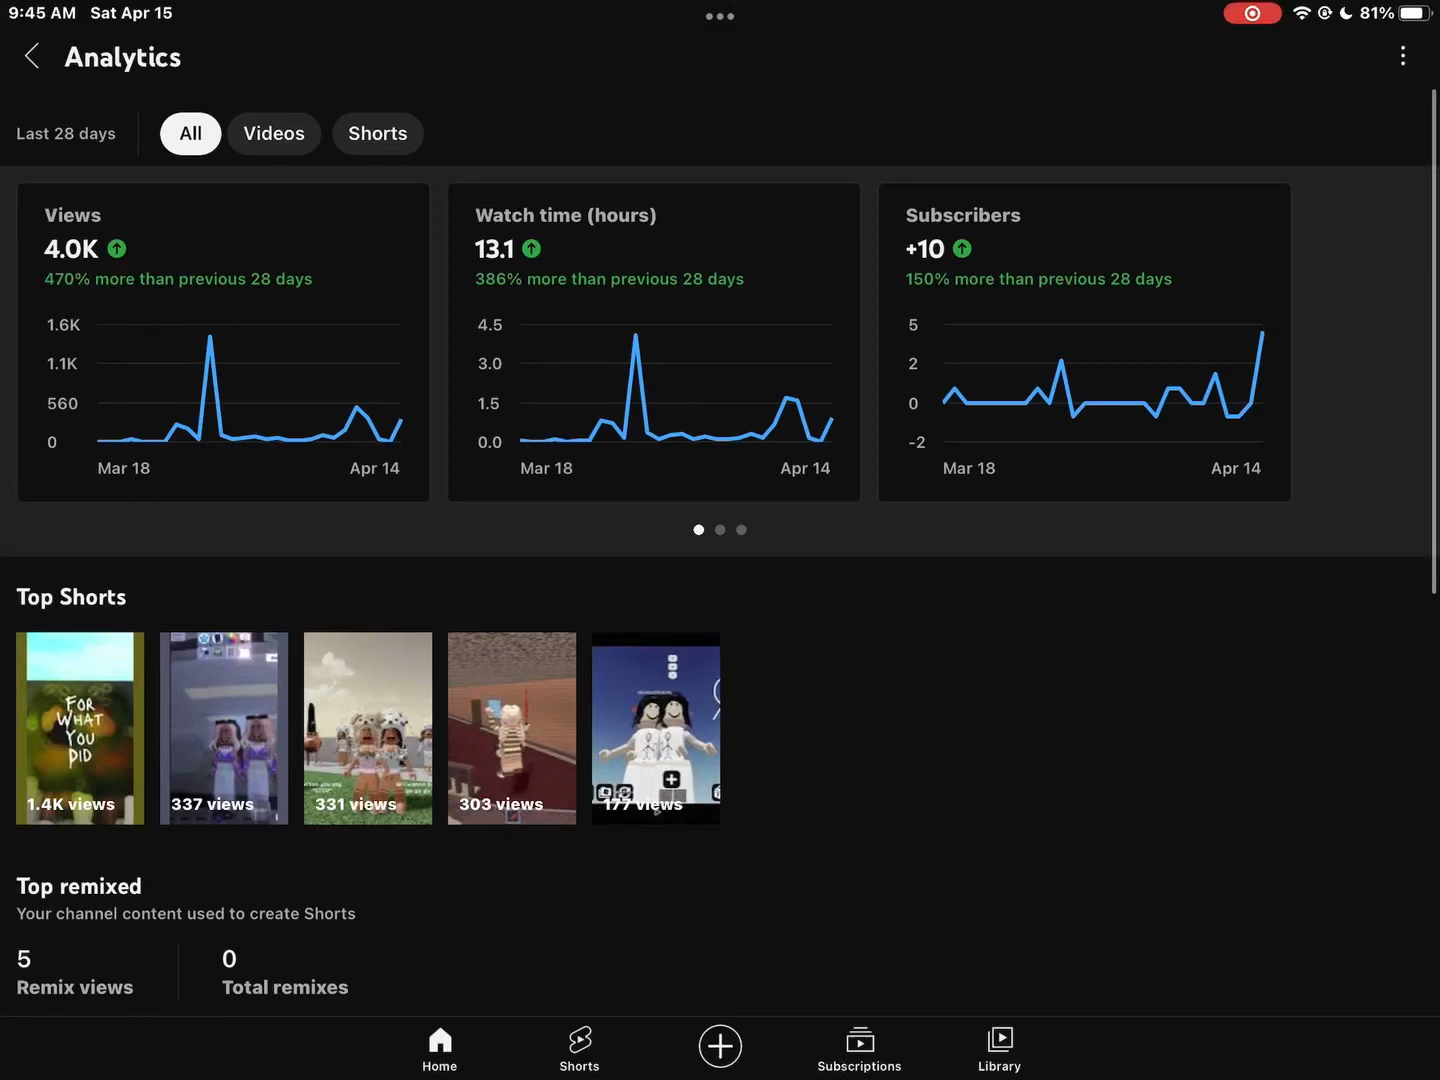 9:45 AM Sat Apr 15
81%
Analytics
Last 28 days
All
Videos
Shorts
Views
4.0K
470% more than previous 28 days
1.6K
1.1K
560
0
Mar 18
Apr 14
Watch time (hours)
13.1
386% more than previous 28 days
4.5
3.0
1.5
0.0
Mar 18
Apr 14
Subscribers
+10
150% more than previous 28 days
5
2
0
-2
Mar 18
Apr 14
Top Shorts
FOR
WHAT
YOU
DID
1.4K views
337 views
331 views
303 views
177 views
Top remixed
Your channel content used to create Shorts
5
Remix views
0
Total remixes
Home
Shorts
Subscriptions
Library